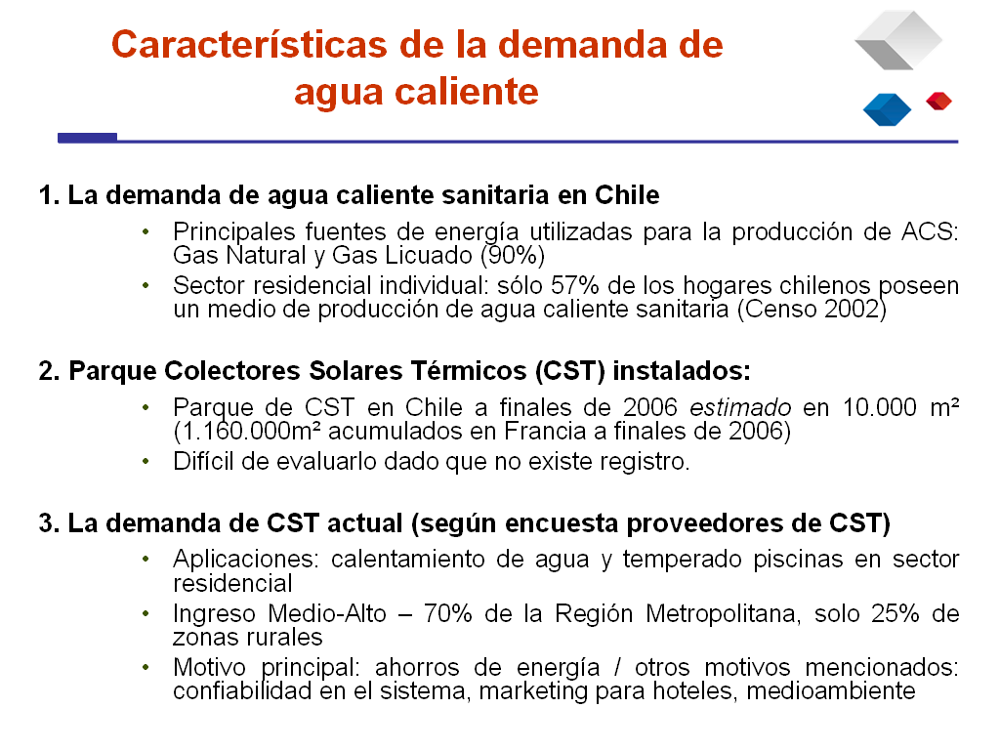 Características de la demanda de
agua caliente
1. La demanda de agua caliente sanitaria en Chile
• Principales fuentes de energía utilizadas para la producción de ACS:
Gas Natural y Gas Licuado (90%)
• Sector residencial individual: sólo 57% de los hogares chilenos poseen
un medio de producción de agua caliente sanitaria (Censo 2002)
2. Parque Colectores Solares Térmicos (CST) instalados:
• Parque de CST en Chile a finales de 2006 estimado en 10.000 m²
(1.160.000m² acumulados en Francia a finales de 2006)
• Difícil de evaluarlo dado que no existe registro.
3. La demanda de CST actual (según encuesta proveedores de CST)
• Aplicaciones: calentamiento de agua y temperado piscinas en sector
residencial
• Ingreso Medio-Alto – 70% de la Región Metropolitana, solo 25% de
zonas rurales
• Motivo principal: ahorros de energía / otros motivos mencionados:
confiabilidad en el sistema, marketing para hoteles, medioambiente